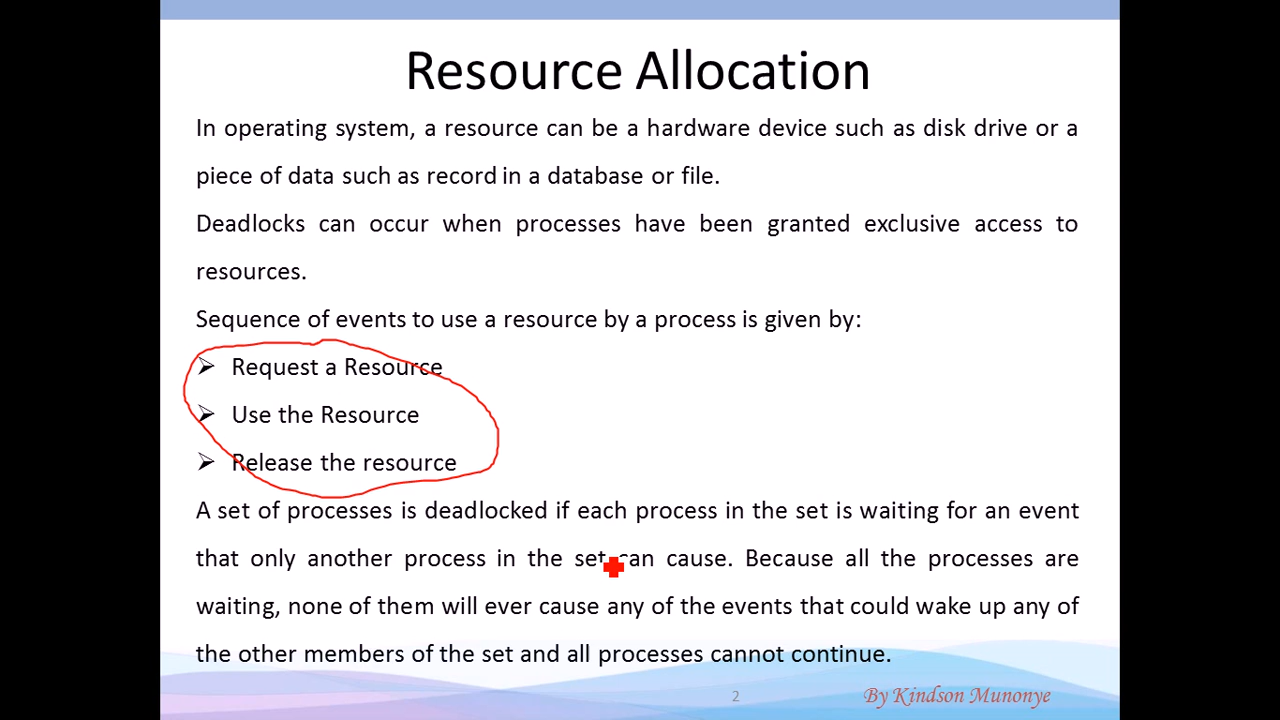 Resource Allocation
In operating system, a resource can be a hardware device such as disk drive or a
piece of data such as record in a database or file.
Deadlocks can occur when processes have been granted exclusive access to
resources.
Sequence of events to use a resource by a process is given by:
Request a Resource
Use the Resource
Release the resource
A set of processes is deadlocked if each process in the set is waiting for an event
that only another process in the set can cause. Because all the processes are
waiting, none of them will ever cause any of the events that could wake up any of
the other members of the set and all processes cannot continue.
2
By Kindson Munonye